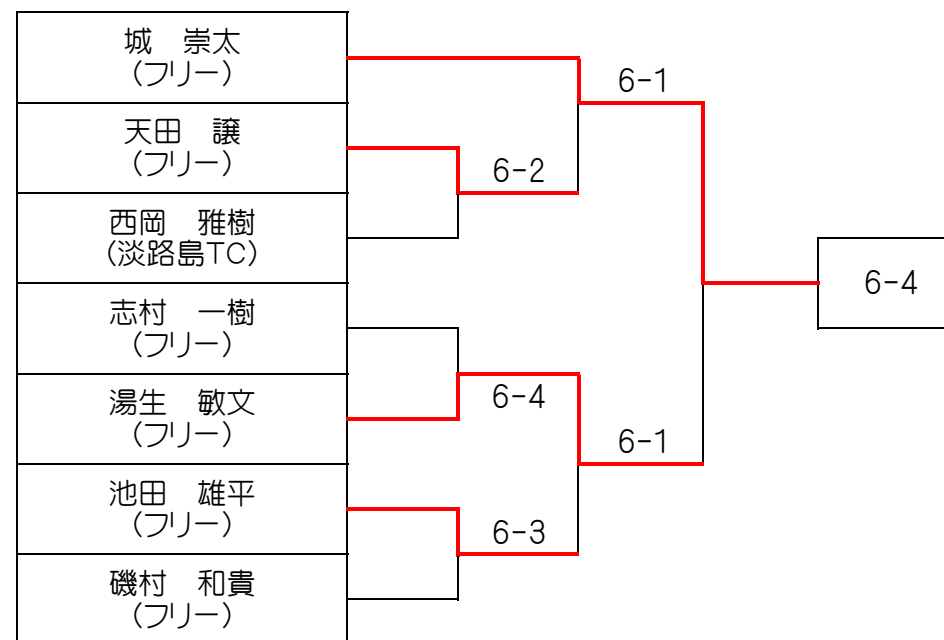 城　崇太
(フリー)
6-1
天田　譲
(フリー)
6-2
西岡　雅樹
(淡路島TC)
6-4
志村　一樹
(フリー)
湯生　敏文
(フリー)
6-4
6-1
池田　雄平
(フリー)
6-3
磯村　和貴
(フリー)